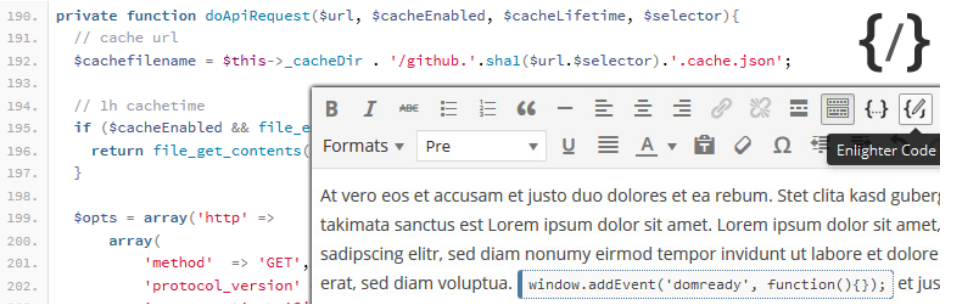 190. private function doApiRequest($url, $cacheEnabled, $cacheLifetime, $selector){
191. // cache url
192. $cachefilename = $this->_cacheDir . '/github.'.sha1($url.$selector).'.cache.json';
193.
194. // 1h cachetime
195. if ($cacheEnabled && file_e
196. return file_get_contents(
197. }
198.
199. $opts = array('http' =>
200. array(
201. 'method' => 'GET',
202. 'protocol_version'
203.
{/}
B I ABC
{..}
Formats Pre U A Ω
Enlighter Code
At vero eos et accusam et justo duo dolores et ea rebum. Stet clita kasd guberg
takimata sanctus est Lorem ipsum dolor sit amet. Lorem ipsum dolor sit amet,
sadipscing elitr, sed diam nonumy eirmod tempor invidunt ut labore et dolore
erat, sed diam voluptua. window.addEvent('domready', function(){}); et jus